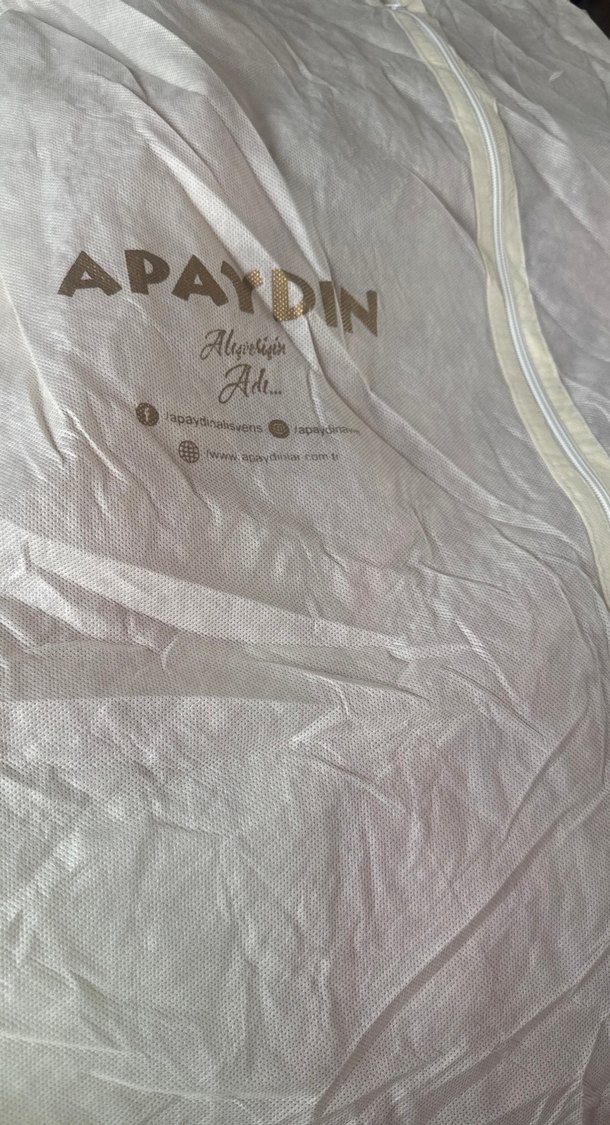 APAYDIN
Alışverişin
Adı...
/apaydinalisveris
/www.apaydinlar.com.tr